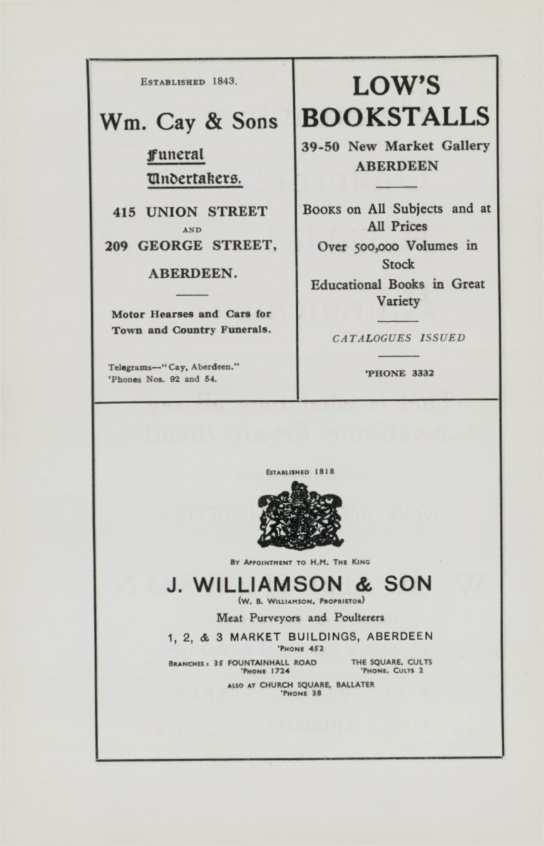 ESTABLISHED 1843.
Wm. Cay & Sons
Funeral
Undertakers.
415 UNION STREET
AND
209 GEORGE STREET,
ABERDEEN.
Motor Hearses and Cars for
Town and Country Funerals.
Telegrams—"Cay, Aberdeen."
'Phones Nos. 92 and 54.
LOW'S
BOOKSTALLS
39-50 New Market Gallery
ABERDEEN
BOOKS on All Subjects and at
All Prices
Over 500,000 Volumes in
Stock
Educational Books in Great
Variety
CATALOGUES ISSUED
'PHONE 3332
ESTABLISHED 1818
BY APPOINTMENT TO H.M. THE KING
J. WILLIAMSON & SON
(W. B. WILLIAMSON, PROPRIETOR)
Meat Purveyors and Poulterers
1, 2, & 3 MARKET BUILDINGS, ABERDEEN
'PHONE 452
BRANCHES: 35 FOUNTAINHALL ROAD
'PHONE 1724
THE SQUARE, CULTS
'PHONE, CULTS 2
ALSO AT CHURCH SQUARE, BALLATER
'PHONE 38